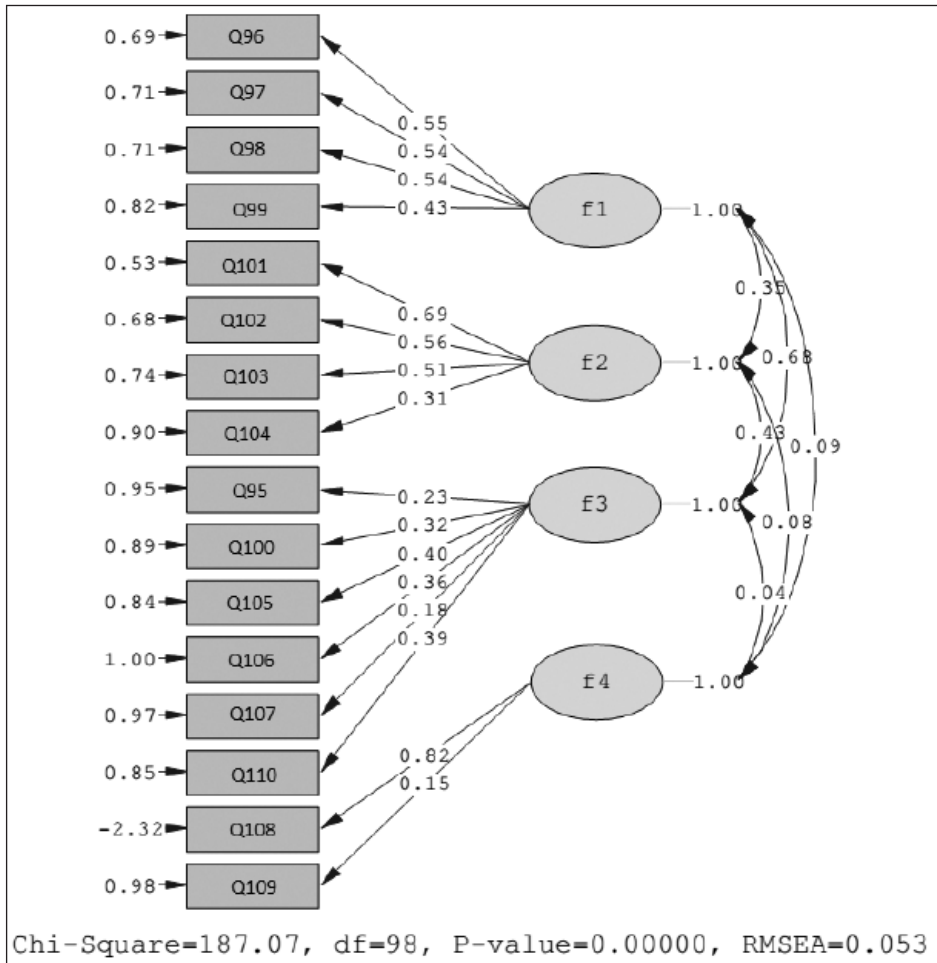 0.69 Q96
0.71 Q97
0.71 Q98
0.82 Q99
0.53 Q101
0.68 Q102
0.74 Q103
0.90 Q104
0.95 Q95
0.89 Q100
0.84 Q105
1.00 Q106
0.97 Q107
0.85 Q110
-2.32 Q108
0.98 Q109
0.55
0.54
0.54
0.43
0.69
0.56
0.51
0.31
0.23
0.32
0.40
0.36
0.18
0.39
0.82
0.15
f1 1.00
f2 1.00
f3 1.00
f4 1.00
0.35
0.68
0.43
0.09
0.08
0.04
Chi-Square=187.07, df=98, P-value=0.00000, RMSEA=0.053